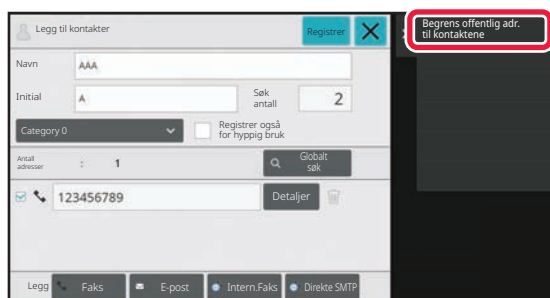 Legg til kontakter
Registrer
Begrens offentlig adr.
til kontaktene
Navn
AAA
Initial
A
Søk
antall
2
Category 0
Registrer også
for hyppig bruk
Antall
adresser
:
1
Globalt
søk
123456789
Detaljer
Legg
Faks
E-post
Intern.Faks
Direkte SMTP